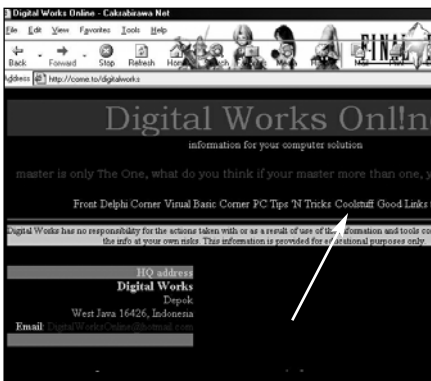 Digital Works Online - Cakrabirawa Net
File Edit View Favorites Tools Help
Back Forward Stop Refresh Home Search Favorites Media
FINAL
Address http://come.to/digitalworks
Digital Works Onl!n
information for your computer solution
master is only The One, what do you think if your master more than one, y
Front Delphi Corner Visual Basic Corner PC Tips 'N Tricks Coolstuff Good Links
Digital Works has no responsibility for the actions taken with or as a result of use of the information and tools co
the info at your own risks. This information is provided for educational purposes only.
HQ address
Digital Works
Depok
West Java 16426, Indonesia
Email: DigitalWorksOnline@hotmail.com